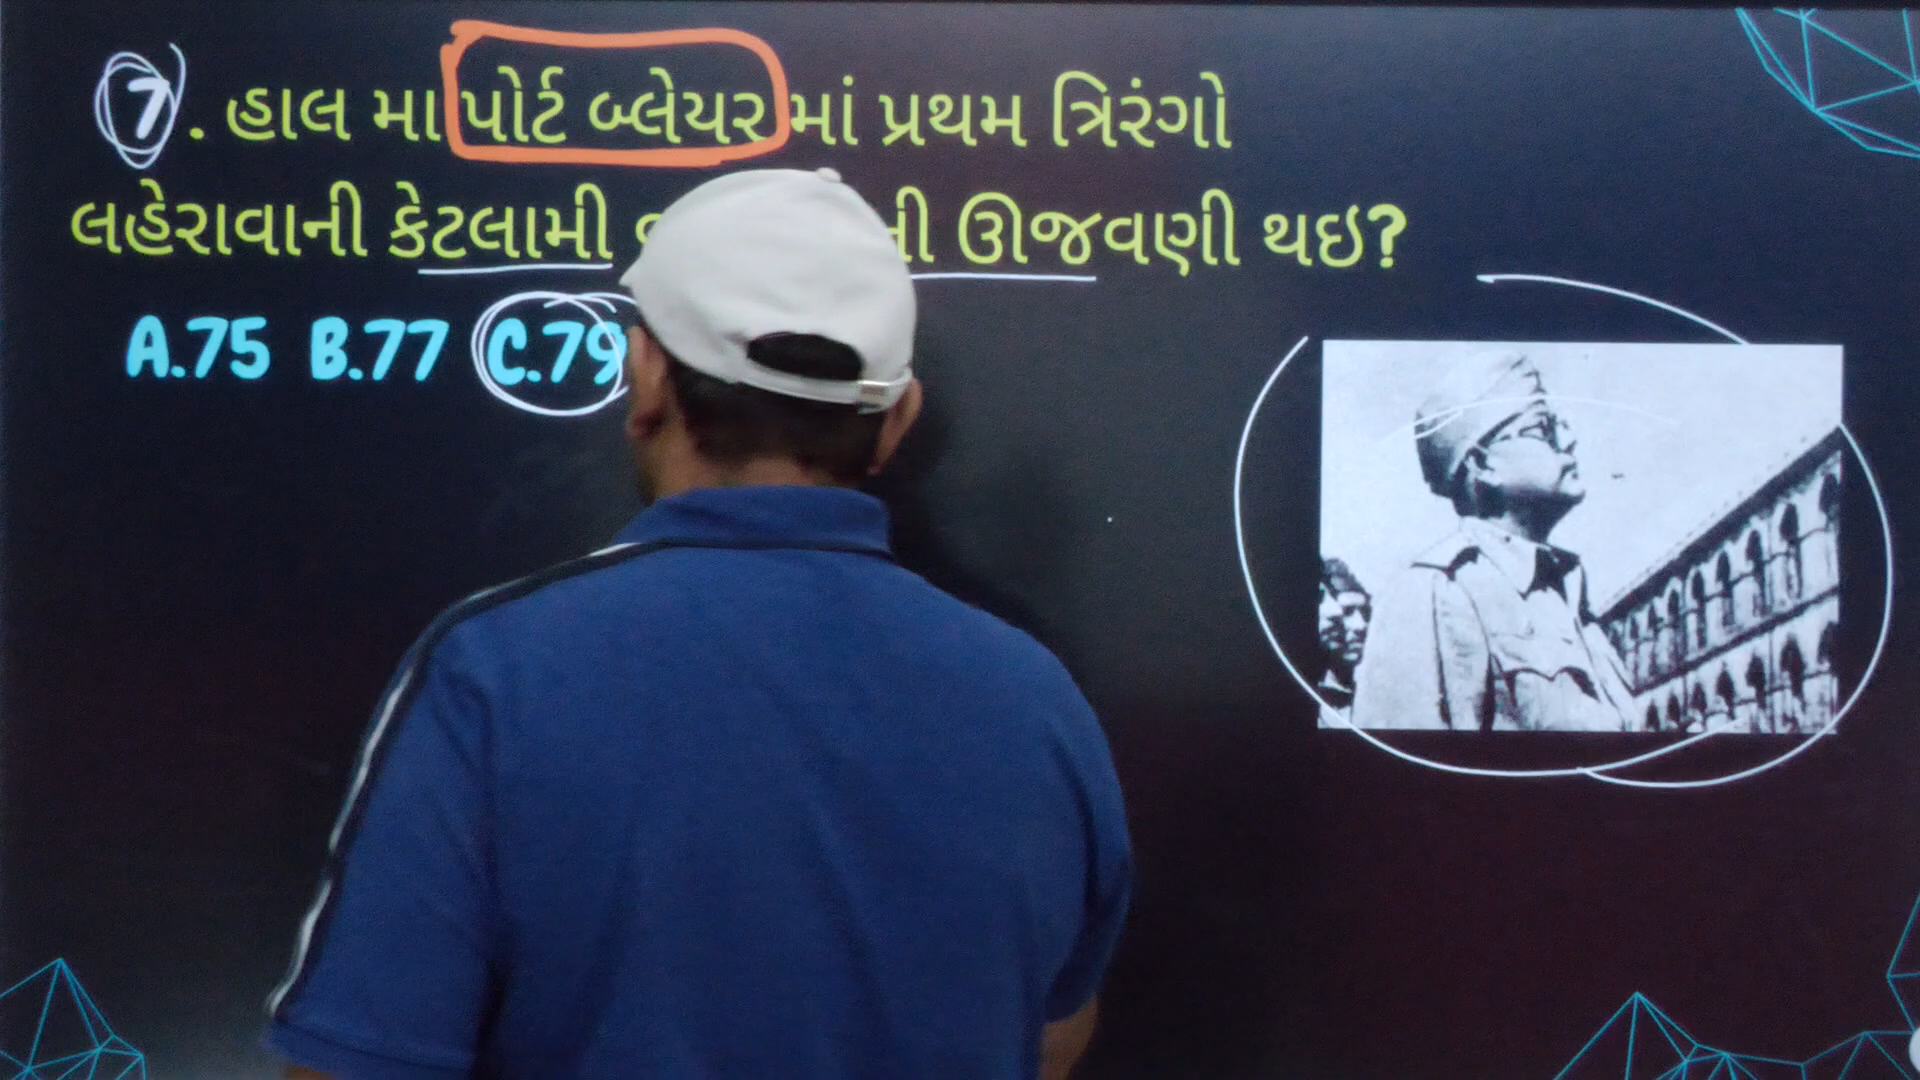 7. હાલ મા પોર્ટ બ્લેયર માં પ્રથમ ત્રિરંગો
લહેરાવાની કેટલામી ઊજવણી થઇ?
A.75 B.77 C.79